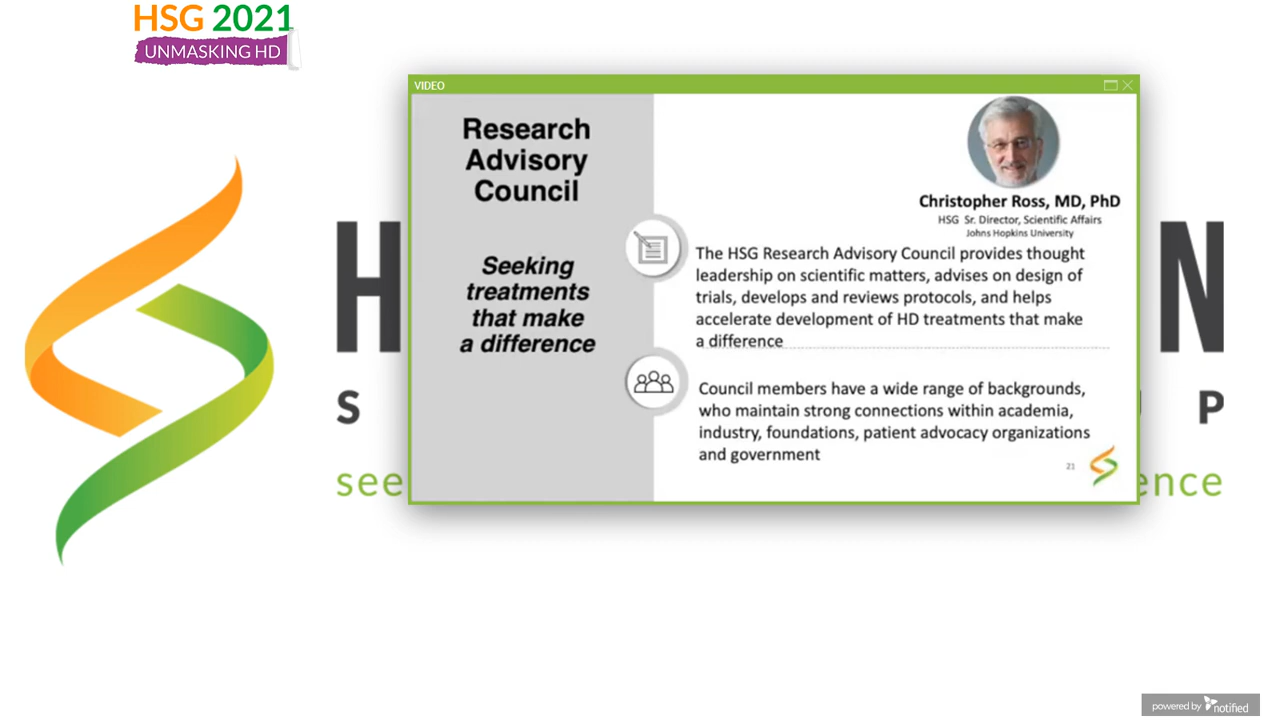 HSG 2021
UNMASKING HD
VIDEO
Research
Advisory
Council
Seeking
treatments
that make
a difference
Christopher Ross, MD, PhD
HSG Sr. Director, Scientific Affairs
Johns Hopkins University
The HSG Research Advisory Council provides thought
leadership on scientific matters, advises on design of
trials, develops and reviews protocols, and helps
accelerate development of HD treatments that make
a difference
Council members have a wide range of backgrounds,
who maintain strong connections within academia,
industry, foundations, patient advocacy organizations
and government
21
H N
S U P
see ence
powered by notified